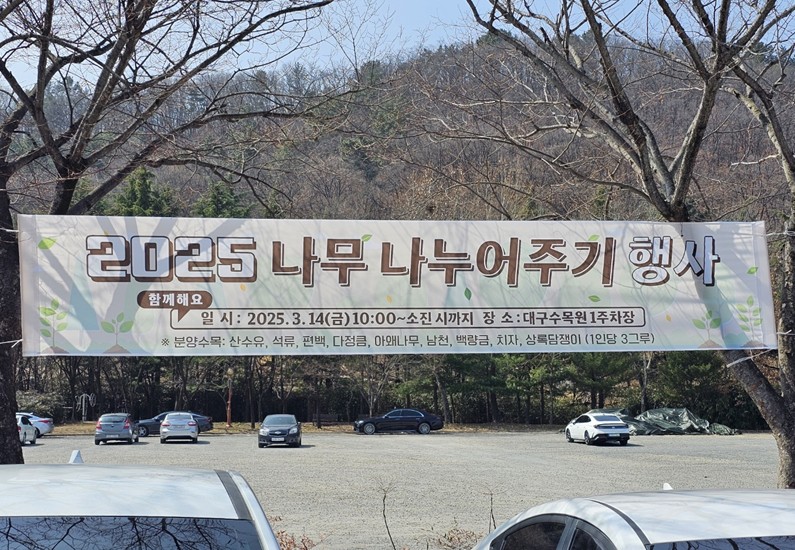 2025 나무 나누어주기 행사
함께해요
일 시 : 2025. 3. 14(금) 10:00~소진 시까지 장 소 : 대구수목원 1주차장
※ 분양수목: 산수유, 석류, 편백, 다정큼, 아왜나무, 남천, 백량금, 치자, 상록담쟁이 (1인당 3그루)